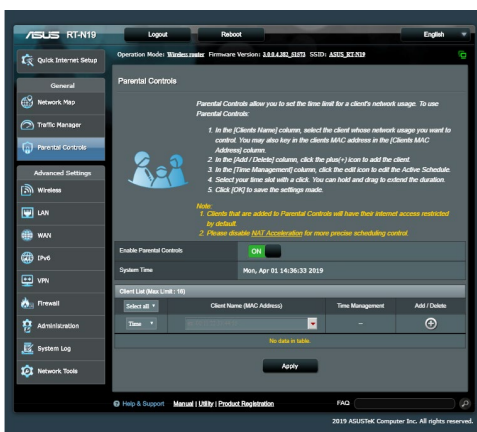 ASUS RT-N19 Logout Reboot English
Operation Mode: Wireless router Firmware Version: 3.0.0.4.382_51673 SSID: ASUS_RT-N19
Quick Internet Setup
General
Network Map
Traffic Manager
Parental Controls
Advanced Settings
Wireless
LAN
WAN
IPv6
VPN
Firewall
Administration
System Log
Network Tools
Parental Controls
Parental Controls allow you to set the time limit for a client's network usage. To use
Parental Controls:
1. In the [Clients Name] column, select the client whose network usage you want to
control. You may also key in the clients MAC address in the [Clients MAC
Address] column.
2. In the [Add / Delete] column, click the plus(+) icon to add the client.
3. In the [Time Management] column, click the edit icon to edit the Active Schedule.
4. Select your time slot with a click. You can hold and drag to extend the duration.
5. Click [OK] to save the settings made.
Note:
1. Clients that are added to Parental Controls will have their internet access restricted
by default.
2. Please disable NAT Acceleration for more precise scheduling control.
Enable Parental Controls ON
System Time Mon, Apr 01 14:36:33 2019
Client List (Max Limit : 16)
Select all Client Name (MAC Address) Time Management Add / Delete
Time –
No data in table.
Apply
Help & Support Manual | Utility | Product Registration FAQ
2019 ASUSTeK Computer Inc. All rights reserved.